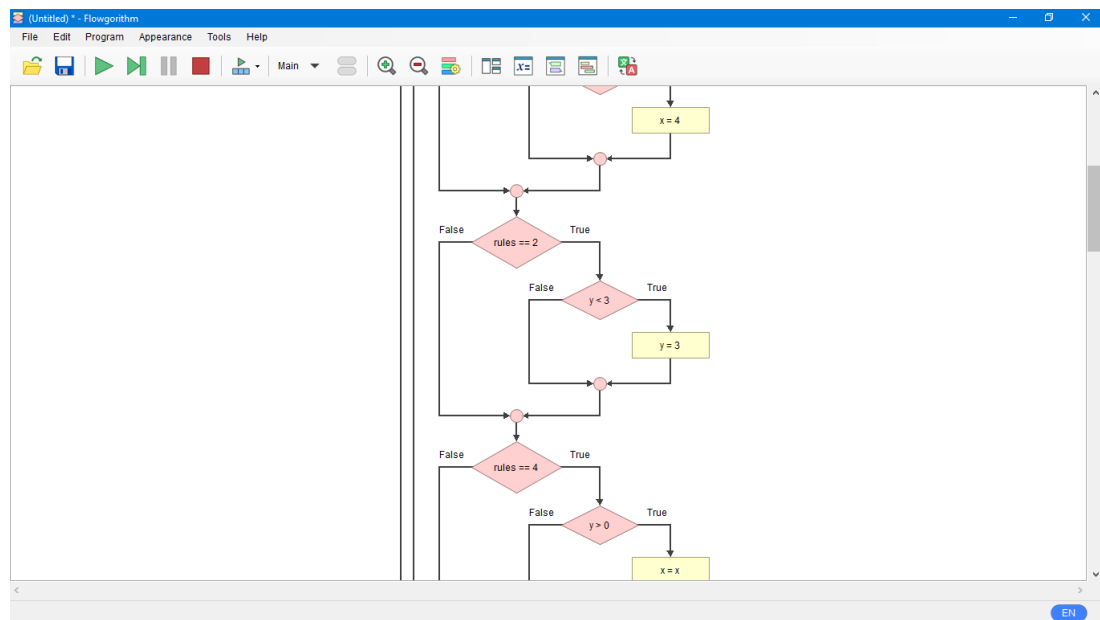 (Untitled) * - Flowgorithm
File Edit Program Appearance Tools Help
Main
x=
A
x = 4
False True
rules == 2
False True
y < 3
y = 3
False True
rules == 4
False True
y > 0
x = x
EN